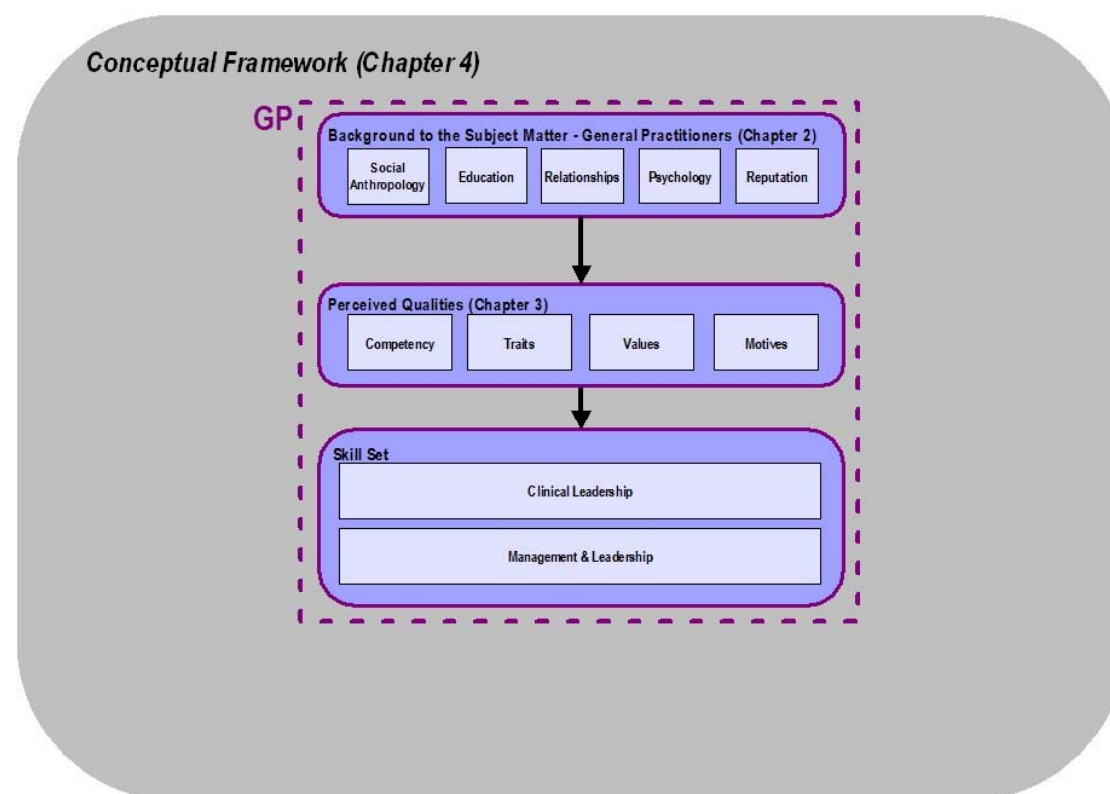 Conceptual Framework (Chapter 4)
GP
Background to the Subject Matter - General Practitioners (Chapter 2)
Social
Anthropology
Education
Relationships
Psychology
Reputation
Perceived Qualities (Chapter 3)
Competency
Traits
Values
Motives
Skill Set
Clinical Leadership
Management & Leadership